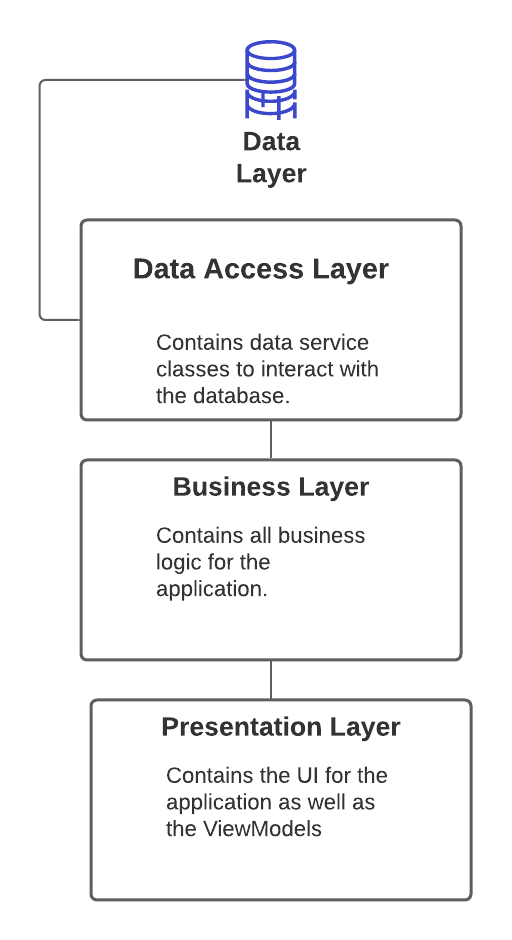 Data
Layer
Data Access Layer
Contains data service
classes to interact with
the database.
Business Layer
Contains all business
logic for the
application.
Presentation Layer
Contains the UI for the
application as well as
the ViewModels